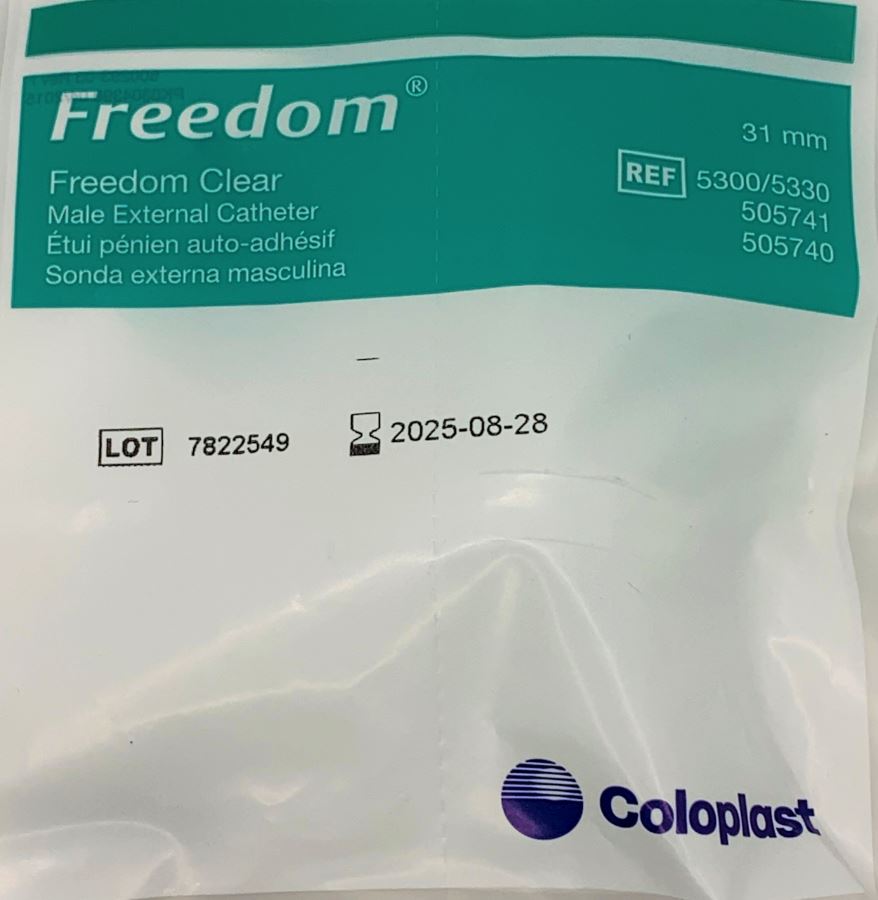 Freedom®
Freedom Clear
Male External Catheter
Étui pénien auto-adhésif
Sonda externa masculina
31 mm
REF 5300/5330
505741
505740
LOT 7822549
2025-08-28
Coloplast